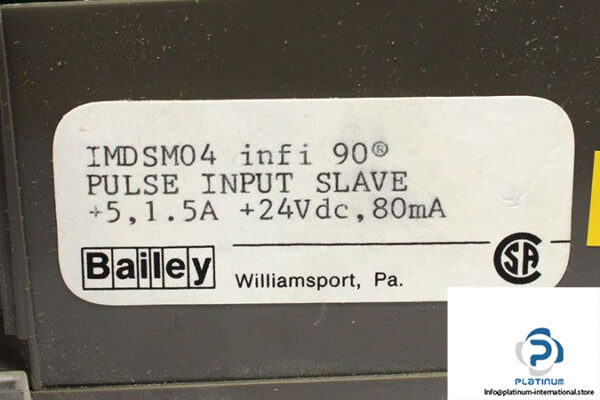 IMDSM04 infi 90®
PULSE INPUT SLAVE
+5,1.5A +24Vdc,80mA
Bailey
Williamsport, Pa.
CSA
PLATINUM
Info@platinum-international.store